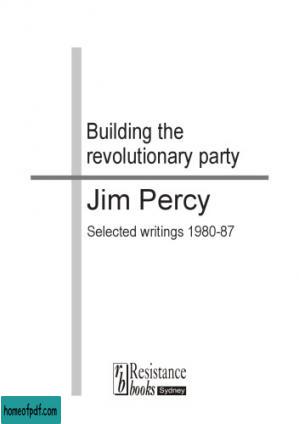 Building the
revolutionary party
Jim Percy
Selected writings 1980-87
rb Resistance
books Sydney
homeofpdf.com